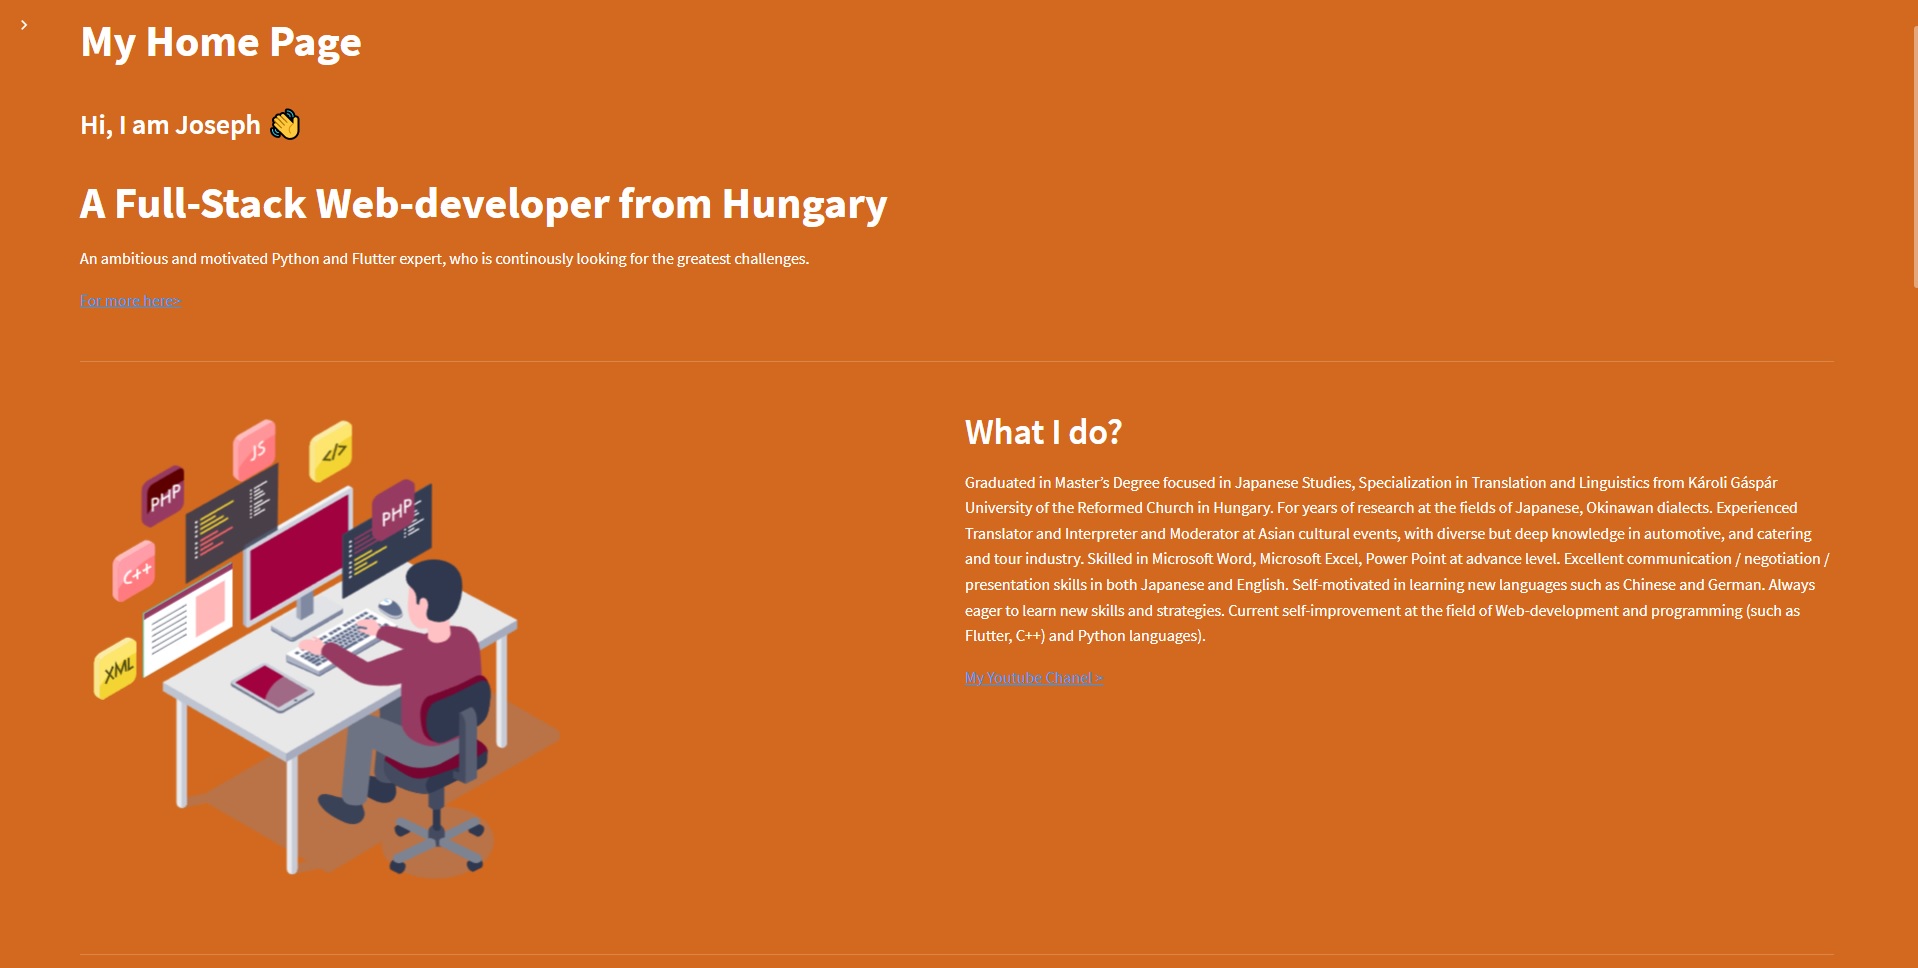 My Home Page
Hi, I am Joseph 👋
A Full-Stack Web-developer from Hungary
An ambitious and motivated Python and Flutter expert, who is continously looking for the greatest challenges.
For more here>
JS
</>
PHP
PHP
C++
XML
What I do?
Graduated in Master’s Degree focused in Japanese Studies, Specialization in Translation and Linguistics from Károli Gáspár
University of the Reformed Church in Hungary. For years of research at the fields of Japanese, Okinawan dialects. Experienced
Translator and Interpreter and Moderator at Asian cultural events, with diverse but deep knowledge in automotive, and catering
and tour industry. Skilled in Microsoft Word, Microsoft Excel, Power Point at advance level. Excellent communication / negotiation /
presentation skills in both Japanese and English. Self-motivated in learning new languages such as Chinese and German. Always
eager to learn new skills and strategies. Current self-improvement at the field of Web-development and programming (such as
Flutter, C++) and Python languages).
My Youtube Chanel >